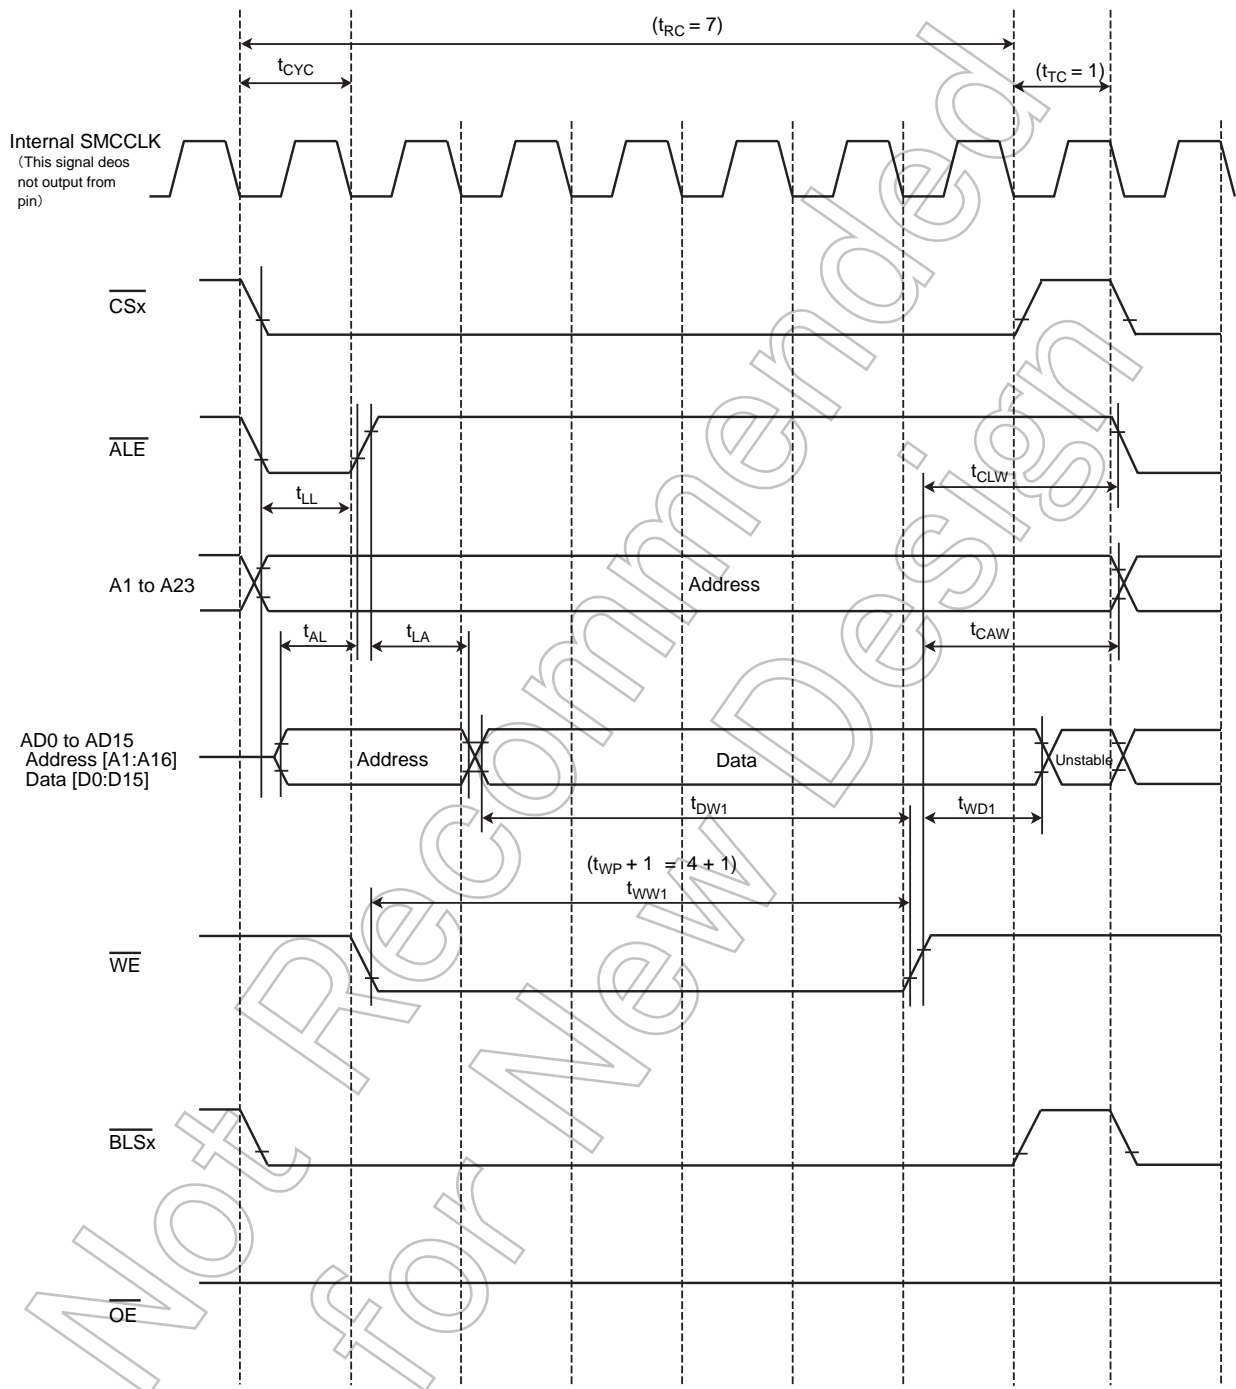 (tRC = 7)
tCYC
(tTC = 1)
Internal SMCCLK
(This signal deos
not output from
pin)
CSx
ALE
tLL
tCLW
A1 to A23
Address
tAL
tLA
tCAW
AD0 to AD15
Address [A1:A16]
Data [D0:D15]
Address
Data
Unstable
tDW1
tWD1
(tWP + 1 = 4 + 1)
tWW1
WE
BLSx
OE
Not Recommended
for New Design